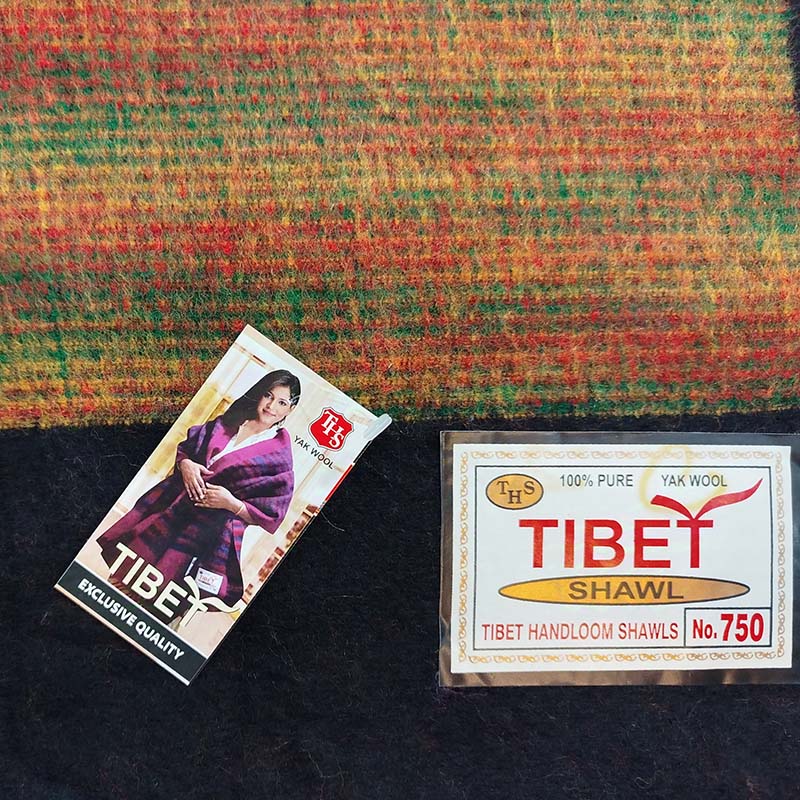 THS
YAK WOOL
TIBET
EXCLUSIVE QUALITY
THS
100% PURE YAK WOOL
TIBET
SHAWL
TIBET HANDLOOM SHAWLS No. 750